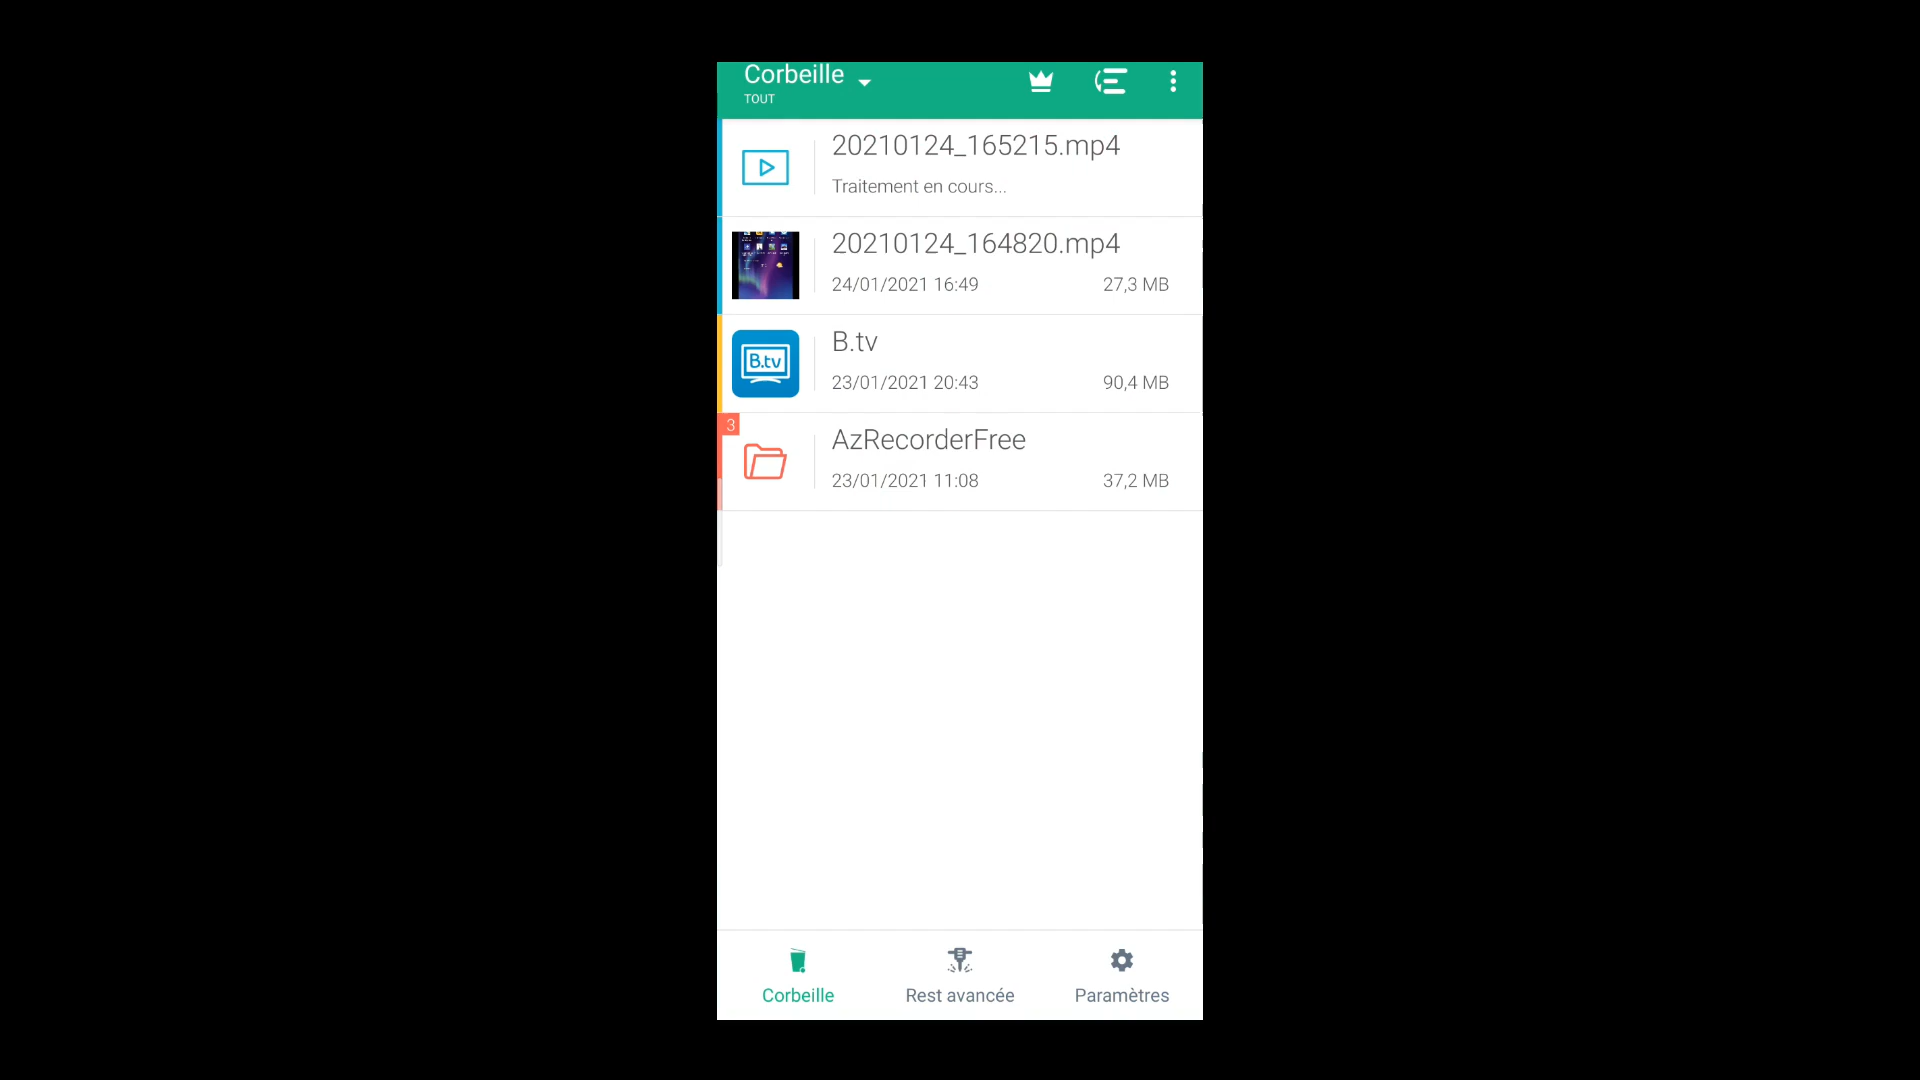 Corbeille
TOUT
20210124_165215.mp4
Traitement en cours...
20210124_164820.mp4
24/01/2021 16:49 27,3 MB
B.tv
B.tv
23/01/2021 20:43 90,4 MB
3
AzRecorderFree
23/01/2021 11:08 37,2 MB
Corbeille Rest avancée Paramètres